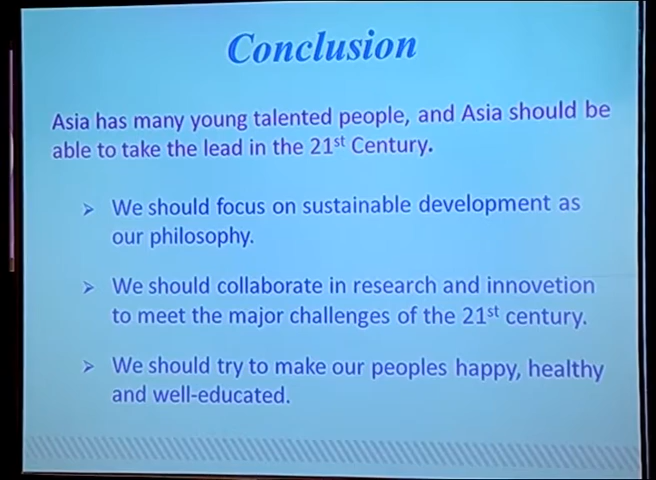 Conclusion
Asia has many young talented people, and Asia should be
able to take the lead in the 21st Century.
➢ We should focus on sustainable development as
our philosophy.
➢ We should collaborate in research and innovetion
to meet the major challenges of the 21st century.
➢ We should try to make our peoples happy, healthy
and well-educated.